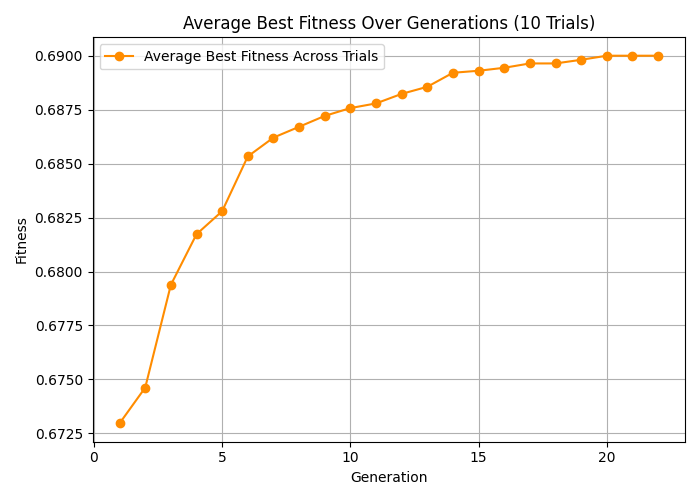 Average Best Fitness Over Generations (10 Trials)
Average Best Fitness Across Trials
Fitness
0.6900
0.6875
0.6850
0.6825
0.6800
0.6775
0.6750
0.6725
0 5 10 15 20
Generation